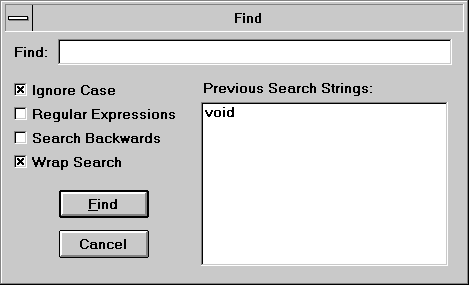 Find
Find:
Ignore Case
Regular Expressions
Search Backwards
Wrap Search
Find
Cancel
Previous Search Strings:
void